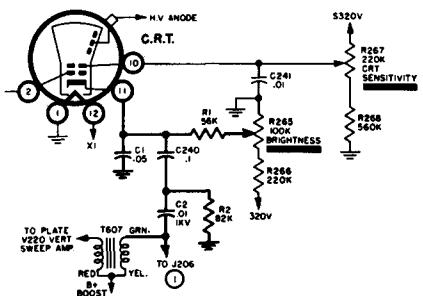 H.V ANODE
C.R.T.
S320V
10
R267
220K
CRT
SENSITIVITY
C241
.01
2
11
R1
56K
R265
100K
BRIGHTNESS
R268
560K
1
12
X1
C1
.05
C240
.1
R266
220K
320V
C2
.01
1KV
R2
82K
TO PLATE
V220 VERT
SWEEP AMP
T607
GRN.
RED
YEL.
TO J206
1
B+
BOOST